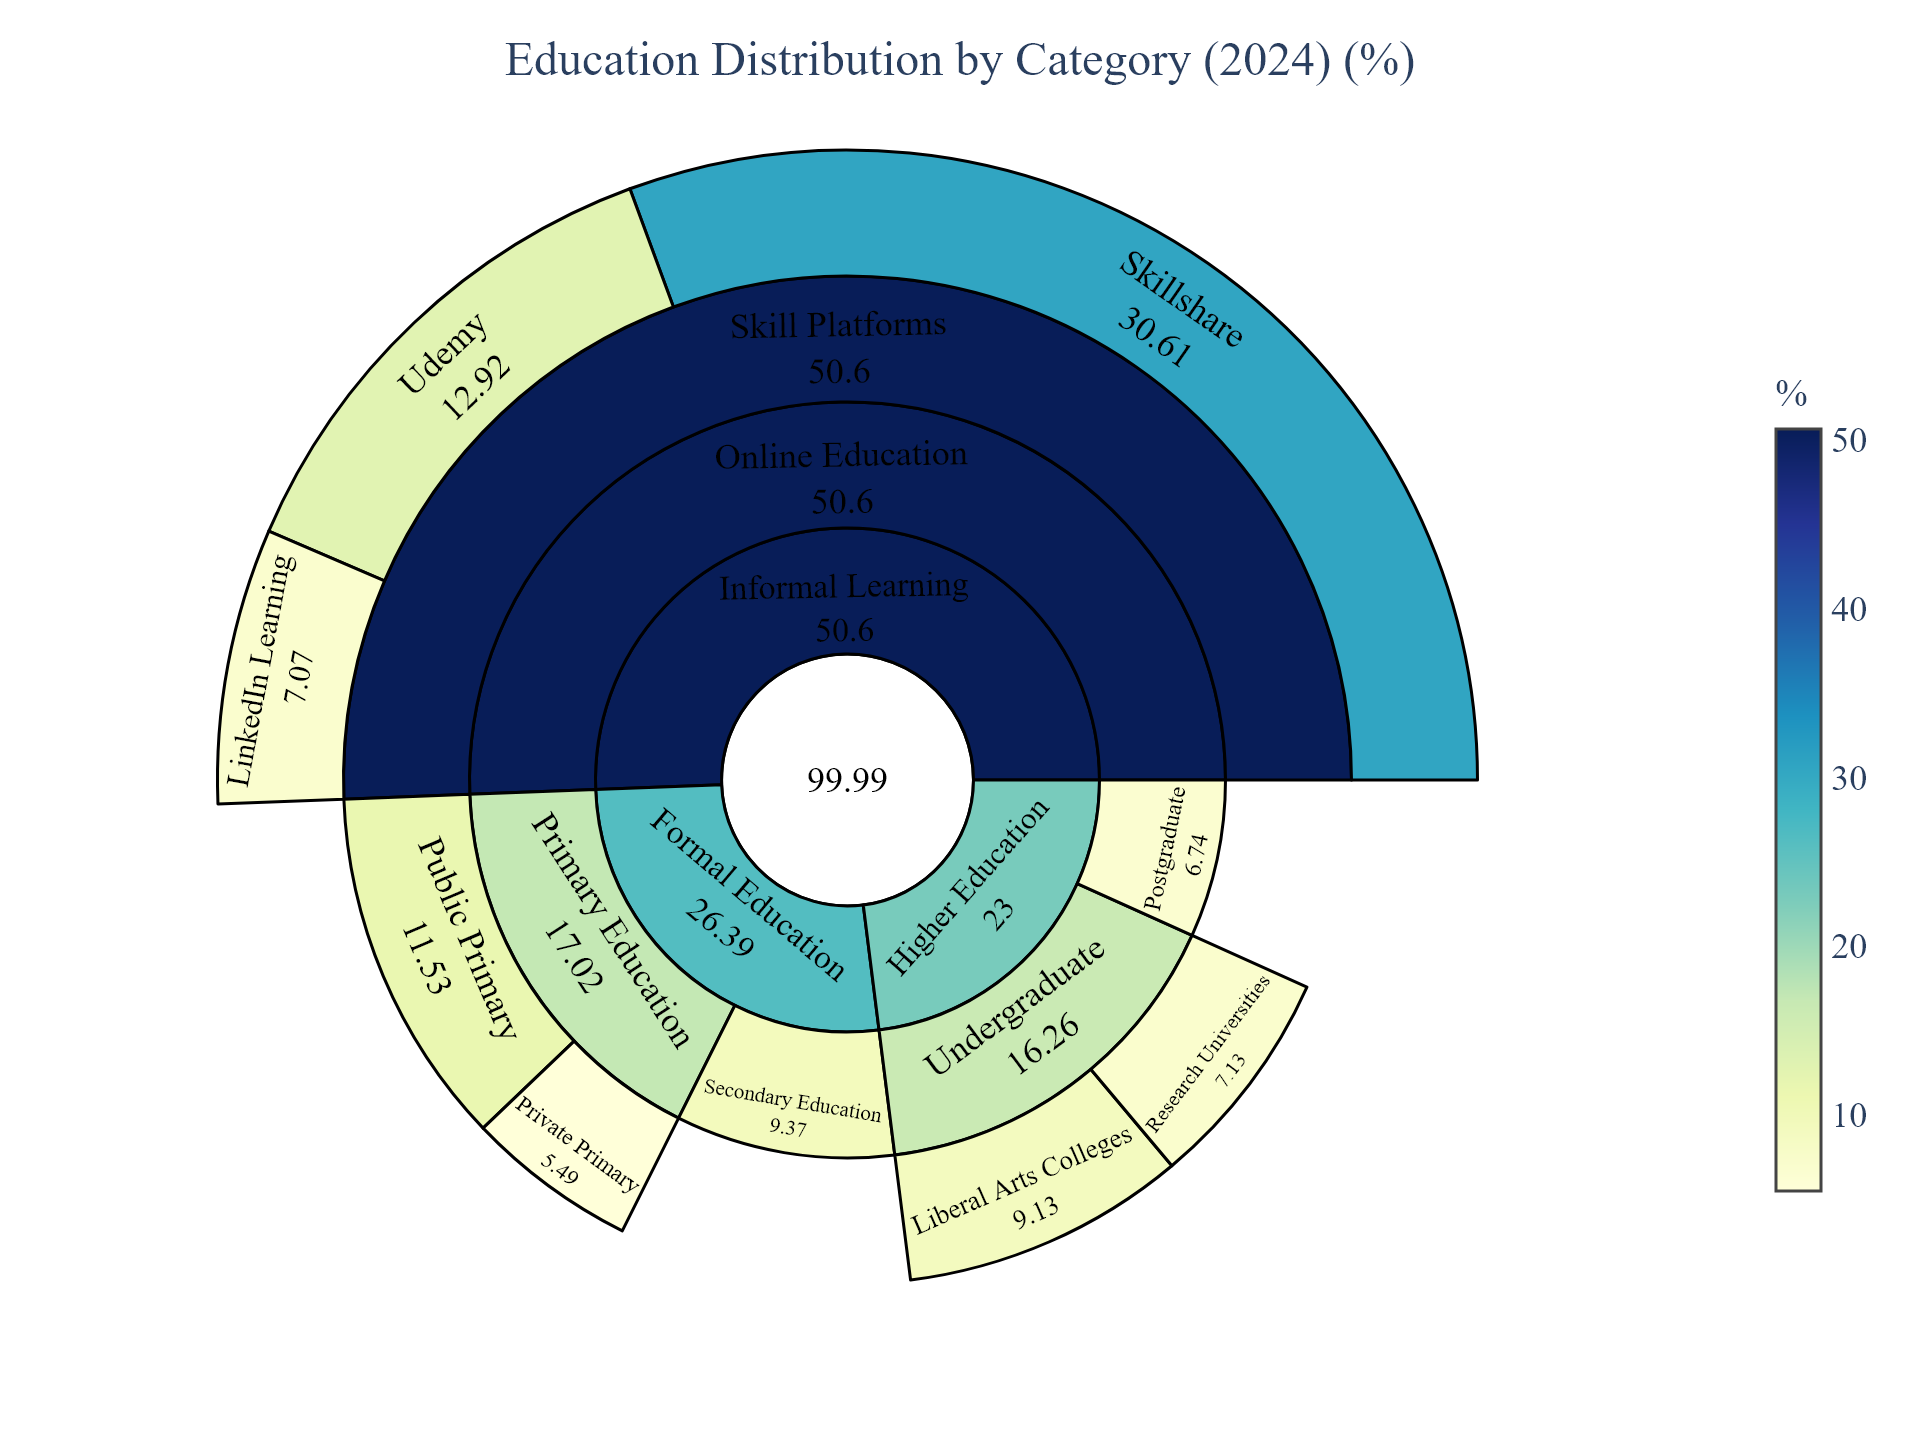 Education Distribution by Category (2024) (%)
Skillshare
30.61
Udemy
12.92
LinkedIn Learning
7.07
Skill Platforms
50.6
Online Education
50.6
Informal Learning
50.6
99.99
Formal Education
26.39
Higher Education
23
Primary Education
17.02
Secondary Education
9.37
Undergraduate
16.26
Postgraduate
6.74
Public Primary
11.53
Private Primary
5.49
Liberal Arts Colleges
9.13
Research Universities
7.13
%
50
40
30
20
10